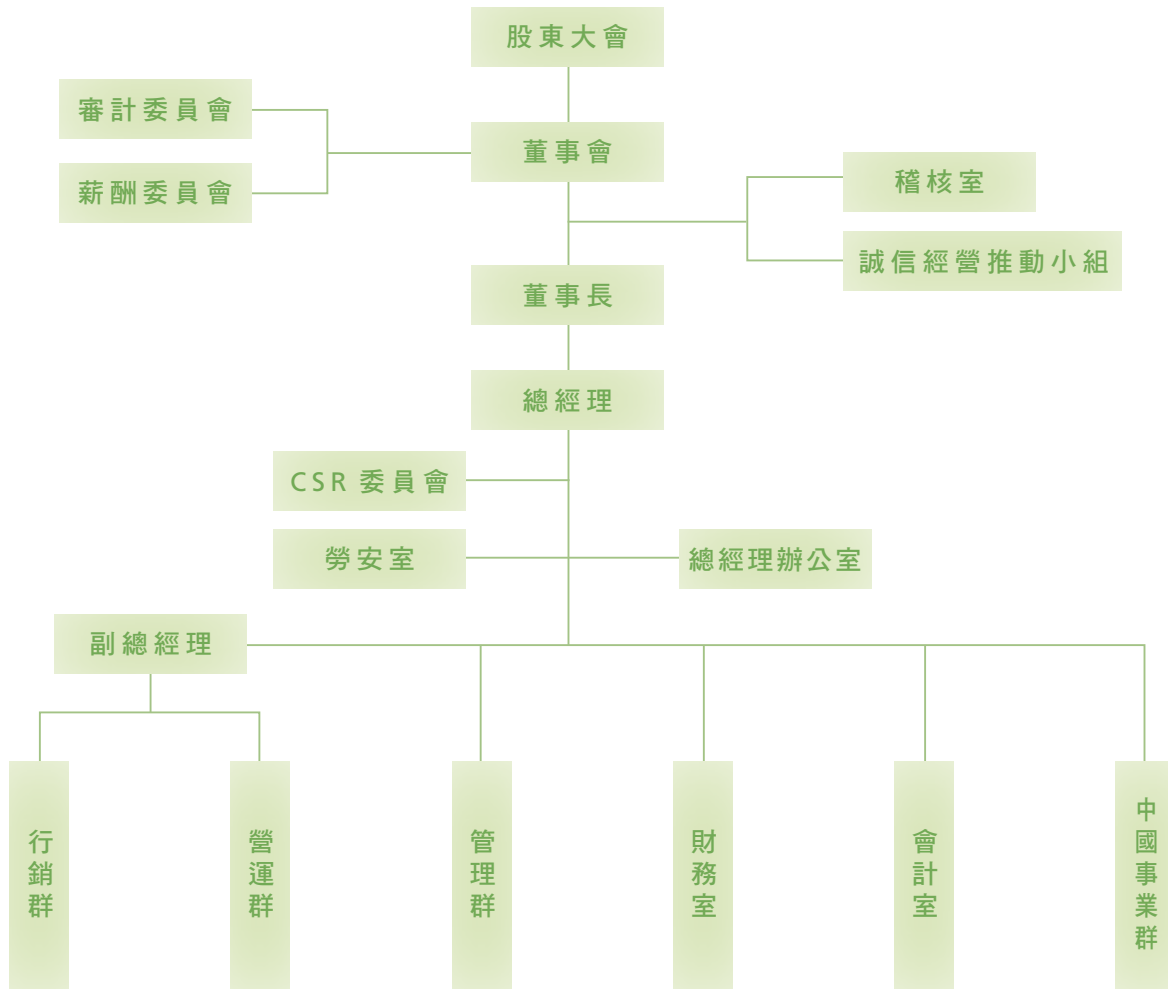 股東大會
審計委員會
董事會
薪酬委員會
稽核室
誠信經營推動小組
董事長
總經理
CSR 委員會
勞安室
總經理辦公室
副總經理
行銷群
營運群
管理群
財務室
會計室
中國事業群